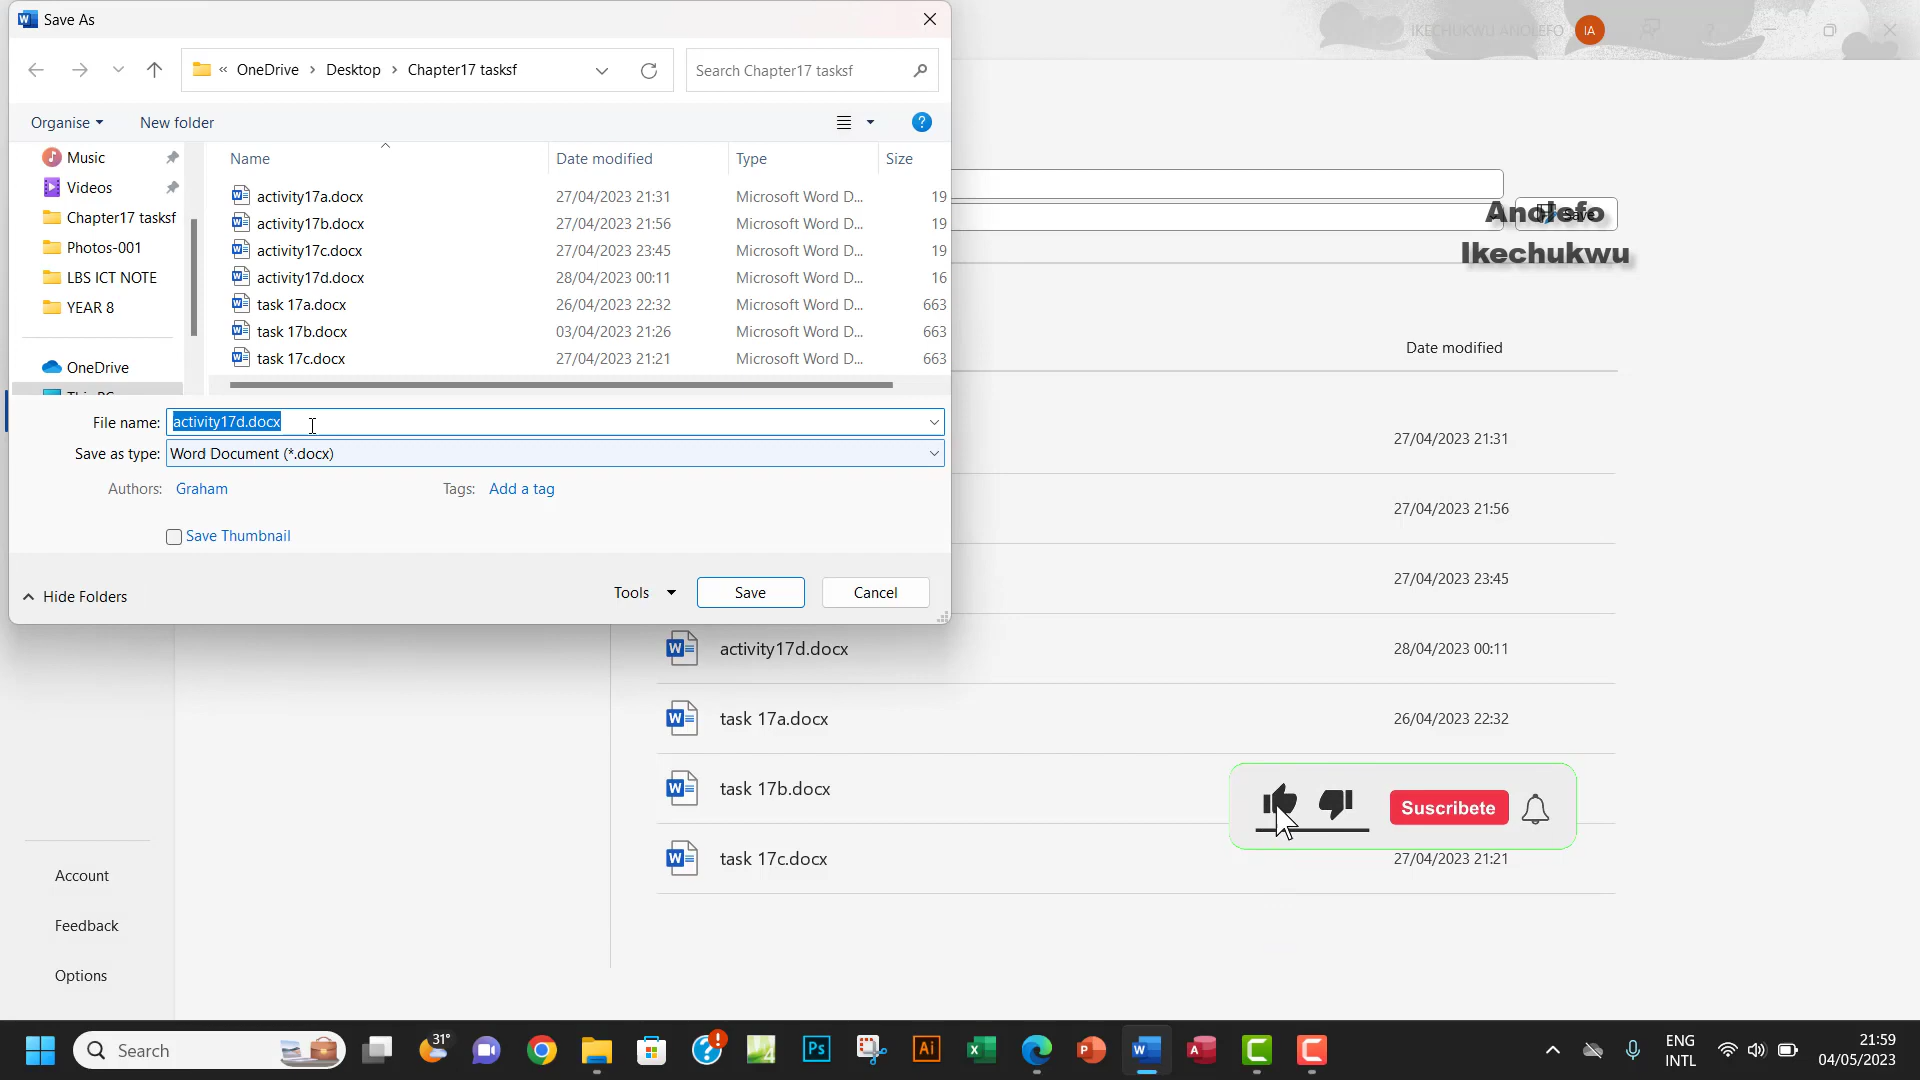 Save As
IKECHUKWU ANOLEFO
IA
« OneDrive › Desktop › Chapter17 tasksf
Search Chapter17 tasksf
Organise
New folder
Music
Videos
Chapter17 tasksf
Photos-001
LBS ICT NOTE
YEAR 8
OneDrive
Name Date modified Type Size
activity17a.docx 27/04/2023 21:31 Microsoft Word D... 19
activity17b.docx 27/04/2023 21:56 Microsoft Word D... 19
activity17c.docx 27/04/2023 23:45 Microsoft Word D... 19
activity17d.docx 28/04/2023 00:11 Microsoft Word D... 16
task 17a.docx 26/04/2023 22:32 Microsoft Word D... 663
task 17b.docx 03/04/2023 21:26 Microsoft Word D... 663
task 17c.docx 27/04/2023 21:21 Microsoft Word D... 663
File name: activity17d.docx
Save as type: Word Document (*.docx)
Authors: Graham
Tags: Add a tag
Save Thumbnail
Hide Folders
Tools
Save
Cancel
Save
Anolefo
Ikechukwu
Date modified
27/04/2023 21:31
27/04/2023 21:56
27/04/2023 23:45
activity17d.docx 28/04/2023 00:11
task 17a.docx 26/04/2023 22:32
task 17b.docx
Suscribete
task 17c.docx 27/04/2023 21:21
Account
Feedback
Options
Search
31°
Ps
Ai
ENG
INTL
21:59
04/05/2023